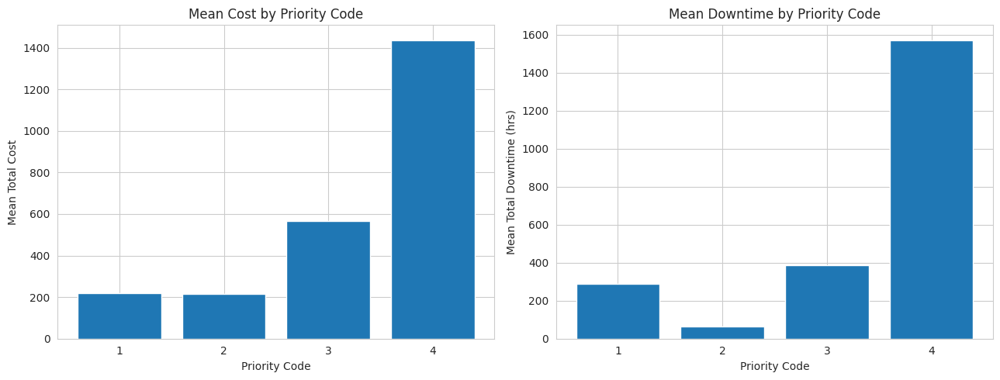 Mean Cost by Priority Code
Mean Total Cost
1400
1200
1000
800
600
400
200
0
1 2 3 4
Priority Code
Mean Downtime by Priority Code
Mean Total Downtime (hrs)
1600
1400
1200
1000
800
600
400
200
0
1 2 3 4
Priority Code